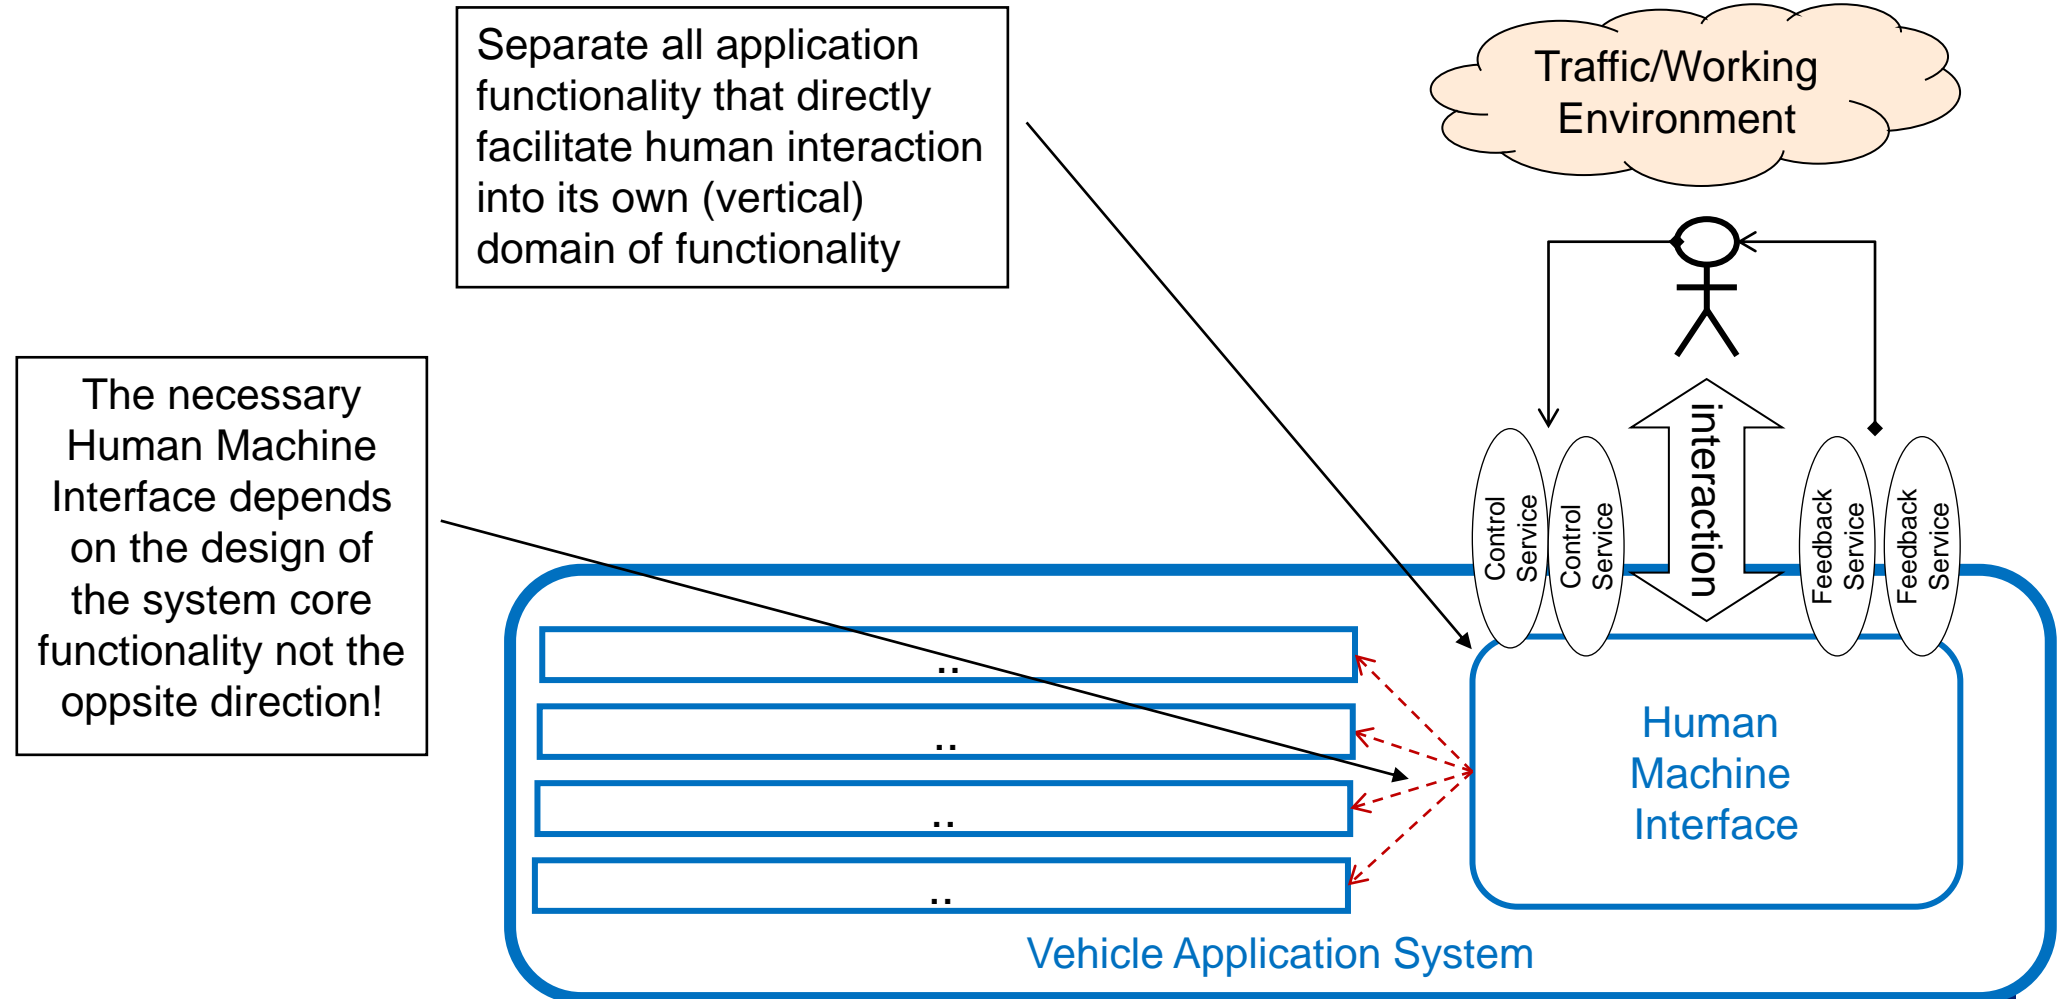 Separate all application
functionality that directly
facilitate human interaction
into its own (vertical)
domain of functionality
Traffic/Working
Environment
The necessary
Human Machine
Interface depends
on the design of
the system core
functionality not the
oppsite direction!
interaction
Control
Service
Control
Service
Feedback
Service
Feedback
Service
..
..
..
..
Human
Machine
Interface
Vehicle Application System